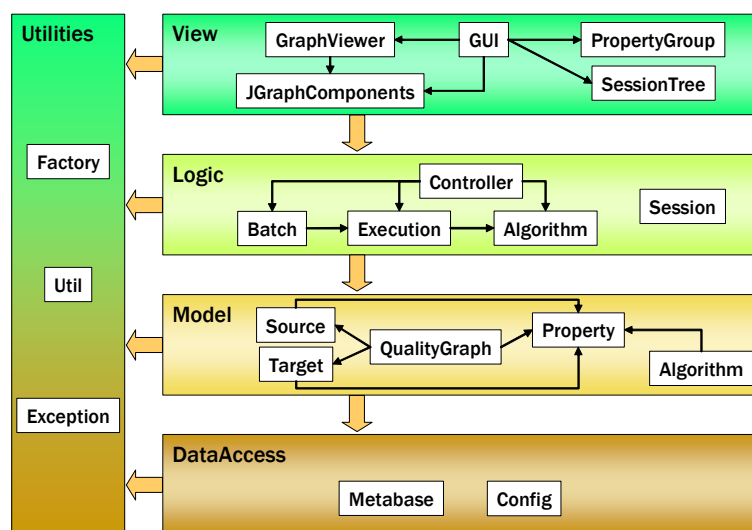 Utilities
Factory
Util
Exception
View
GraphViewer
GUI
PropertyGroup
JGraphComponents
SessionTree
Logic
Controller
Session
Batch
Execution
Algorithm
Model
Source
Property
QualityGraph
Target
Algorithm
DataAccess
Metabase
Config